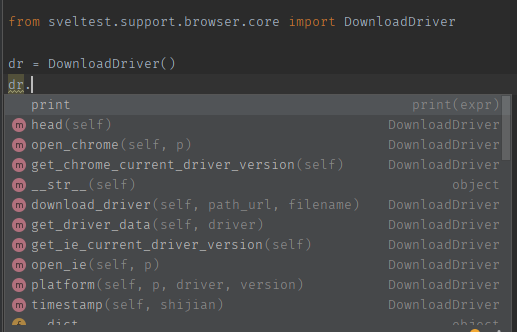 from sveltest.support.browser.core import DownloadDriver
dr = DownloadDriver()
dr.
print print(expr)
m head(self) DownloadDriver
m open_chrome(self, p) DownloadDriver
m get_chrome_current_driver_version(self) DownloadDriver
m __str__(self) object
m download_driver(self, path_url, filename) DownloadDriver
m get_driver_data(self, driver) DownloadDriver
m get_ie_current_driver_version(self) DownloadDriver
m open_ie(self, p) DownloadDriver
m platform(self, p, driver, version) DownloadDriver
m timestamp(self, shijian) DownloadDriver
f __dict__ object